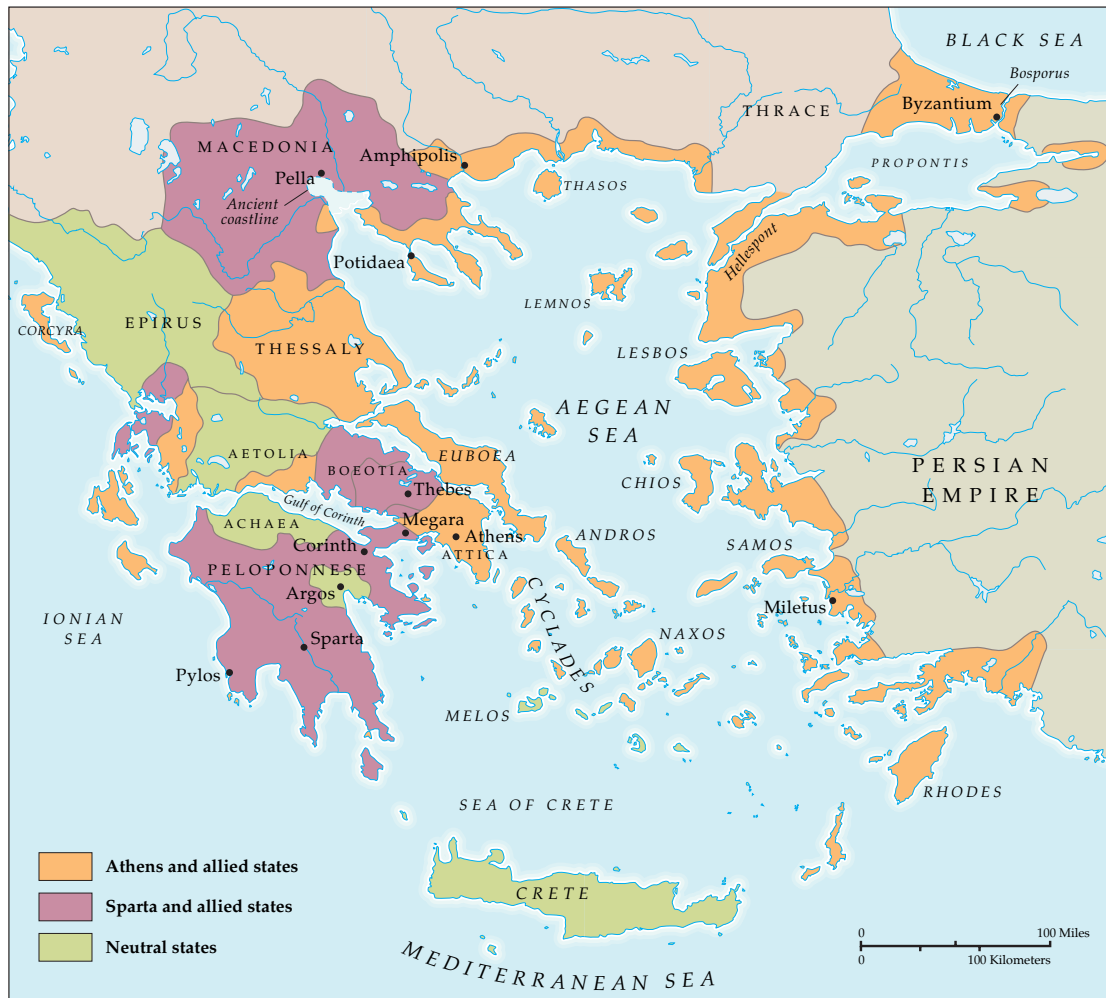 BLACK SEA
Bosporus
Byzantium
THRACE
MACEDONIA
Amphipolis
PROPONTIS
Pella
THASOS
Ancient
coastline
Hellespont
Potidaea
LEMNOS
EPIRUS
CORCYRA
THESSALY
LESBOS
AEGEAN
SEA
AETOLIA
EUBOEA
BOEOTIA
PERSIAN
EMPIRE
CHIOS
Thebes
Gulf of Corinth
Megara
ACHAEA
Athens
ANDROS
Corinth
ATTICA
SAMOS
PELOPONNESE
Argos
CYCLADES
Miletus
IONIAN
SEA
Sparta
NAXOS
Pylos
MELOS
RHODES
SEA OF CRETE
CRETE
MEDITERRANEAN SEA
Athens and allied states
Sparta and allied states
Neutral states
0 100 Miles
0 100 Kilometers